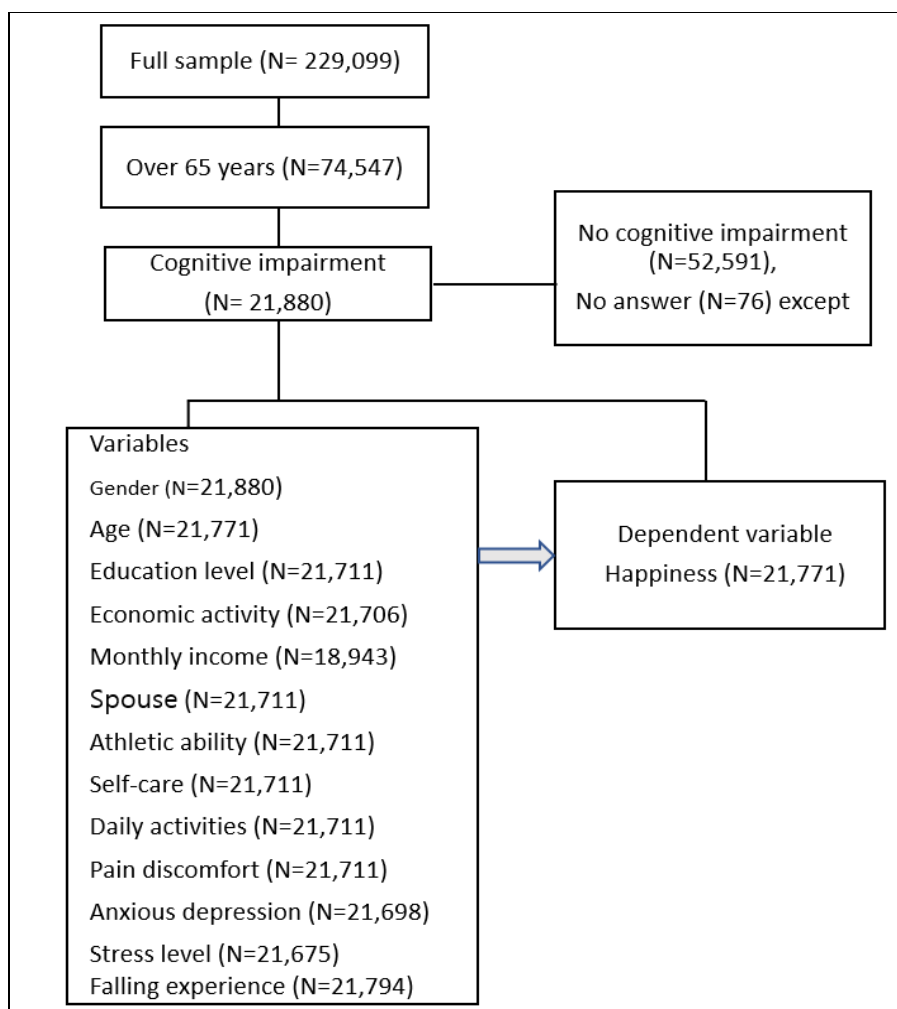 Full sample (N= 229,099)
Over 65 years (N=74,547)
Cognitive impairment
(N= 21,880)
No cognitive impairment
(N=52,591),
No answer (N=76) except
Variables
Gender (N=21,880)
Age (N=21,771)
Education level (N=21,711)
Economic activity (N=21,706)
Monthly income (N=18,943)
Spouse (N=21,711)
Athletic ability (N=21,711)
Self-care (N=21,711)
Daily activities (N=21,711)
Pain discomfort (N=21,711)
Anxious depression (N=21,698)
Stress level (N=21,675)
Falling experience (N=21,794)
Dependent variable
Happiness (N=21,771)